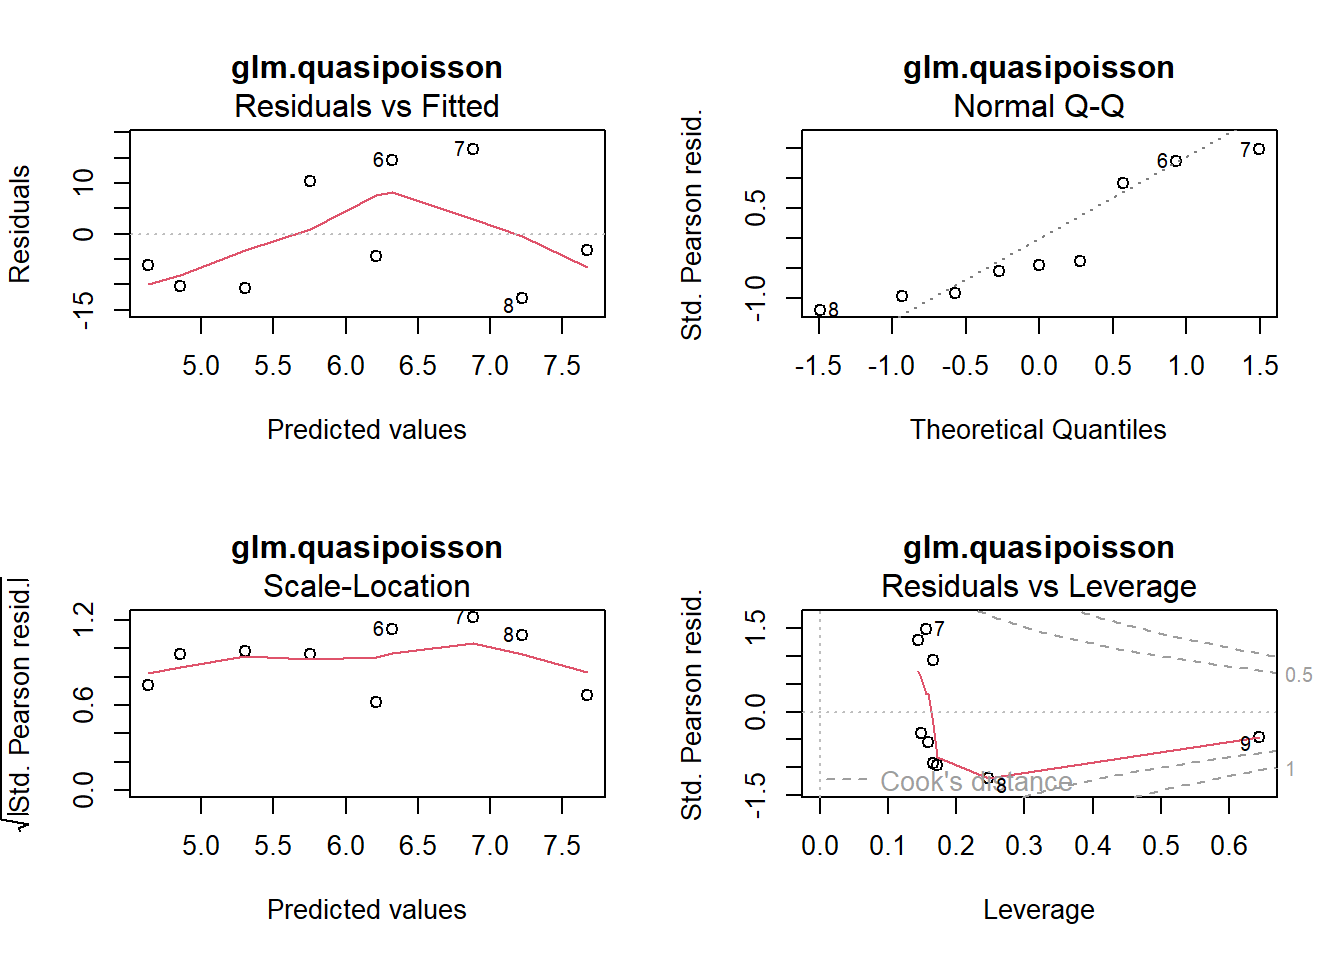 glm.quasipoisson
Residuals vs Fitted
Residuals
-15 0 10
6
7
8
5.0 5.5 6.0 6.5 7.0 7.5
Predicted values
glm.quasipoisson
Normal Q-Q
Std. Pearson resid.
-1.0 0.5
8
6
7
-1.5 -1.0 -0.5 0.0 0.5 1.0 1.5
Theoretical Quantiles
glm.quasipoisson
Scale-Location
√|Std. Pearson resid.|
0.0 0.6 1.2
6
7
8
5.0 5.5 6.0 6.5 7.0 7.5
Predicted values
glm.quasipoisson
Residuals vs Leverage
Std. Pearson resid.
-1.5 0.0 1.5
7
0.5
9
1
Cook's distance
8
0.0 0.1 0.2 0.3 0.4 0.5 0.6
Leverage